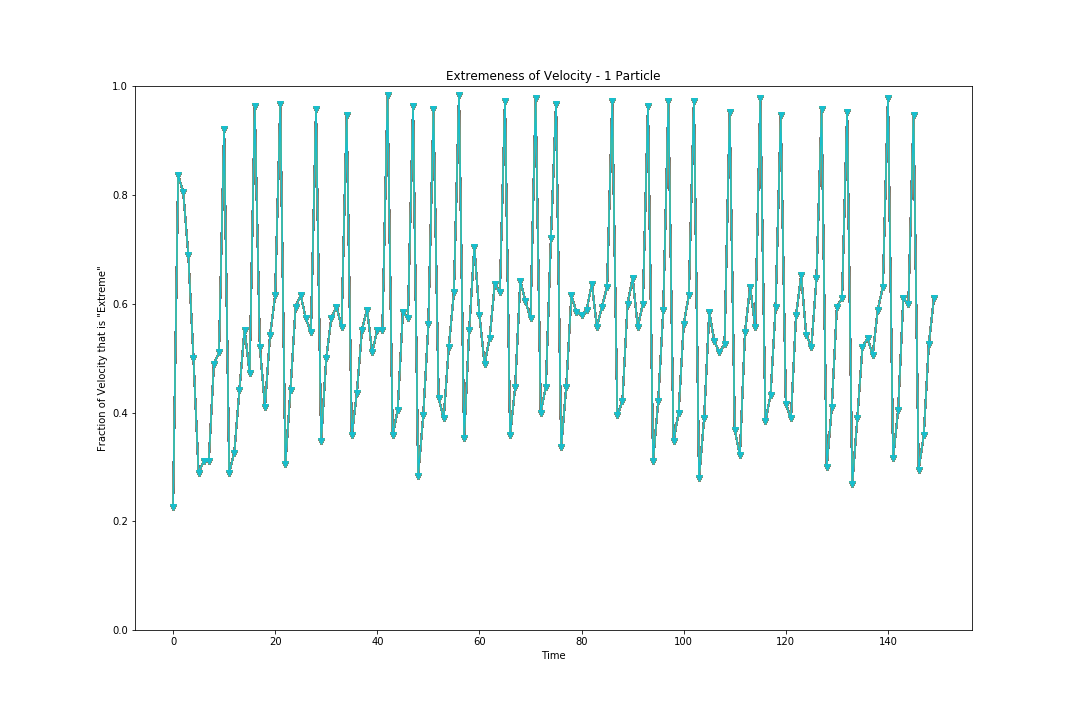 Extremeness of Velocity - 1 Particle
1.0
0.8
0.6
0.4
0.2
0.0
Fraction of Velocity that is "Extreme"
0 20 40 60 80 100 120 140
Time